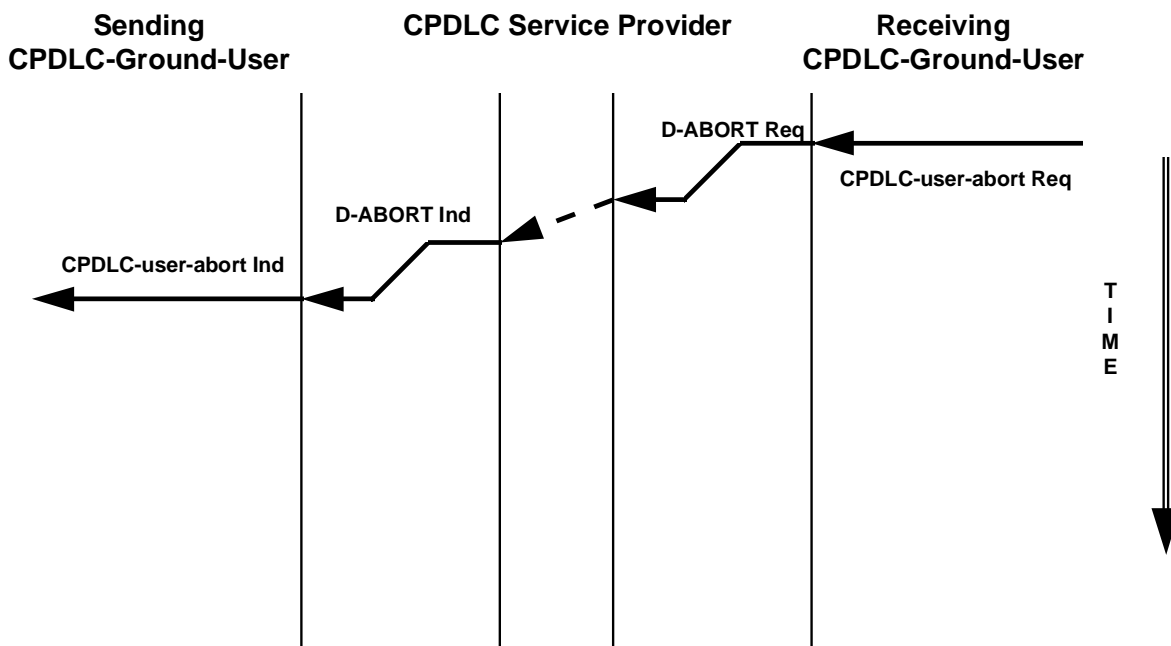 Sending
CPDLC-Ground-User
CPDLC Service Provider
Receiving
CPDLC-Ground-User
D-ABORT Req
CPDLC-user-abort Req
D-ABORT Ind
CPDLC-user-abort Ind
T
I
M
E